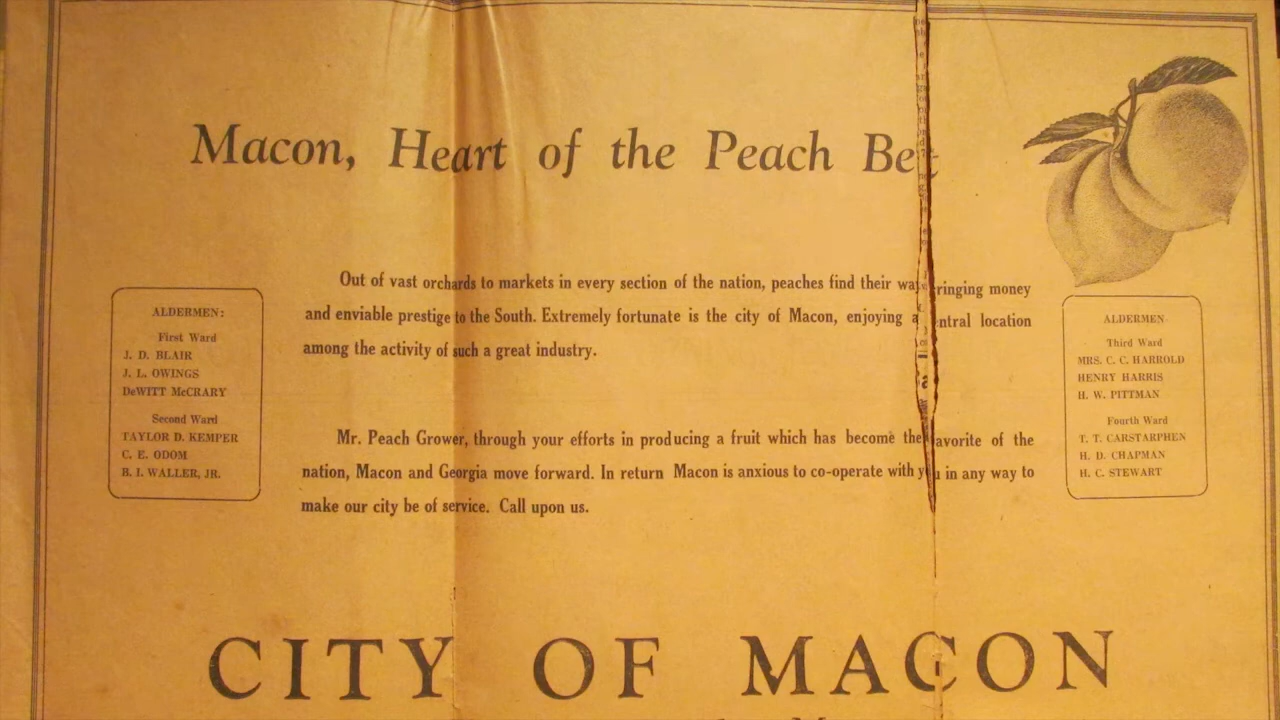 Macon, Heart of the Peach Be
Out of vast orchards to markets in every section of the nation, peaches find their way ringing money
and enviable prestige to the South. Extremely fortunate is the city of Macon, enjoying a entral location
among the activity of such a great industry.
Mr. Peach Grower, through your efforts in producing a fruit which has become the avorite of the
nation, Macon and Georgia move forward. In return Macon is anxious to co-operate with you in any way to
make our city be of service. Call upon us.
ALDERMEN:
First Ward
J. D. BLAIR
J. L. OWINGS
DeWITT McCRARY
Second Ward
TAYLOR D. KEMPER
C. E. ODOM
B. I. WALLER, JR.
ALDERMEN
Third Ward
MRS. C. C. HARROLD
HENRY HARRIS
H. W. PITTMAN
Fourth Ward
T. T. CARSTARPHEN
H. D. CHAPMAN
H. C. STEWART
CITY OF MACON